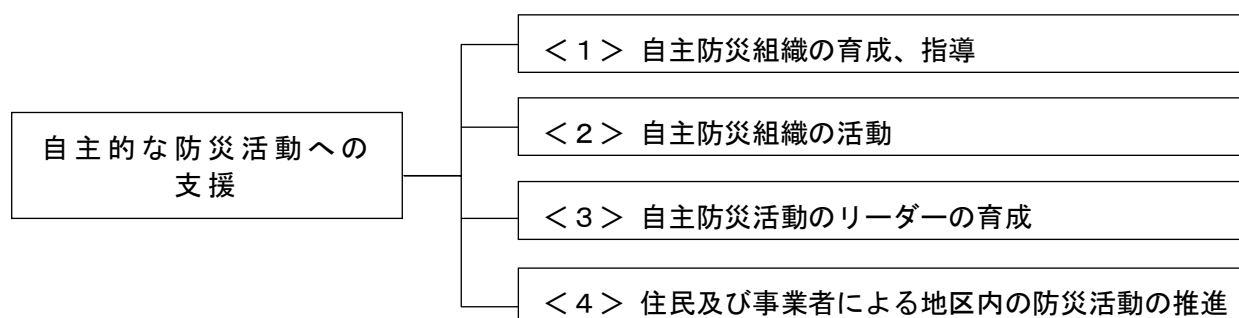 自主的な防災活動への
支援
＜１＞ 自主防災組織の育成、指導
＜２＞ 自主防災組織の活動
＜３＞ 自主防災活動のリーダーの育成
＜４＞ 住民及び事業者による地区内の防災活動の推進